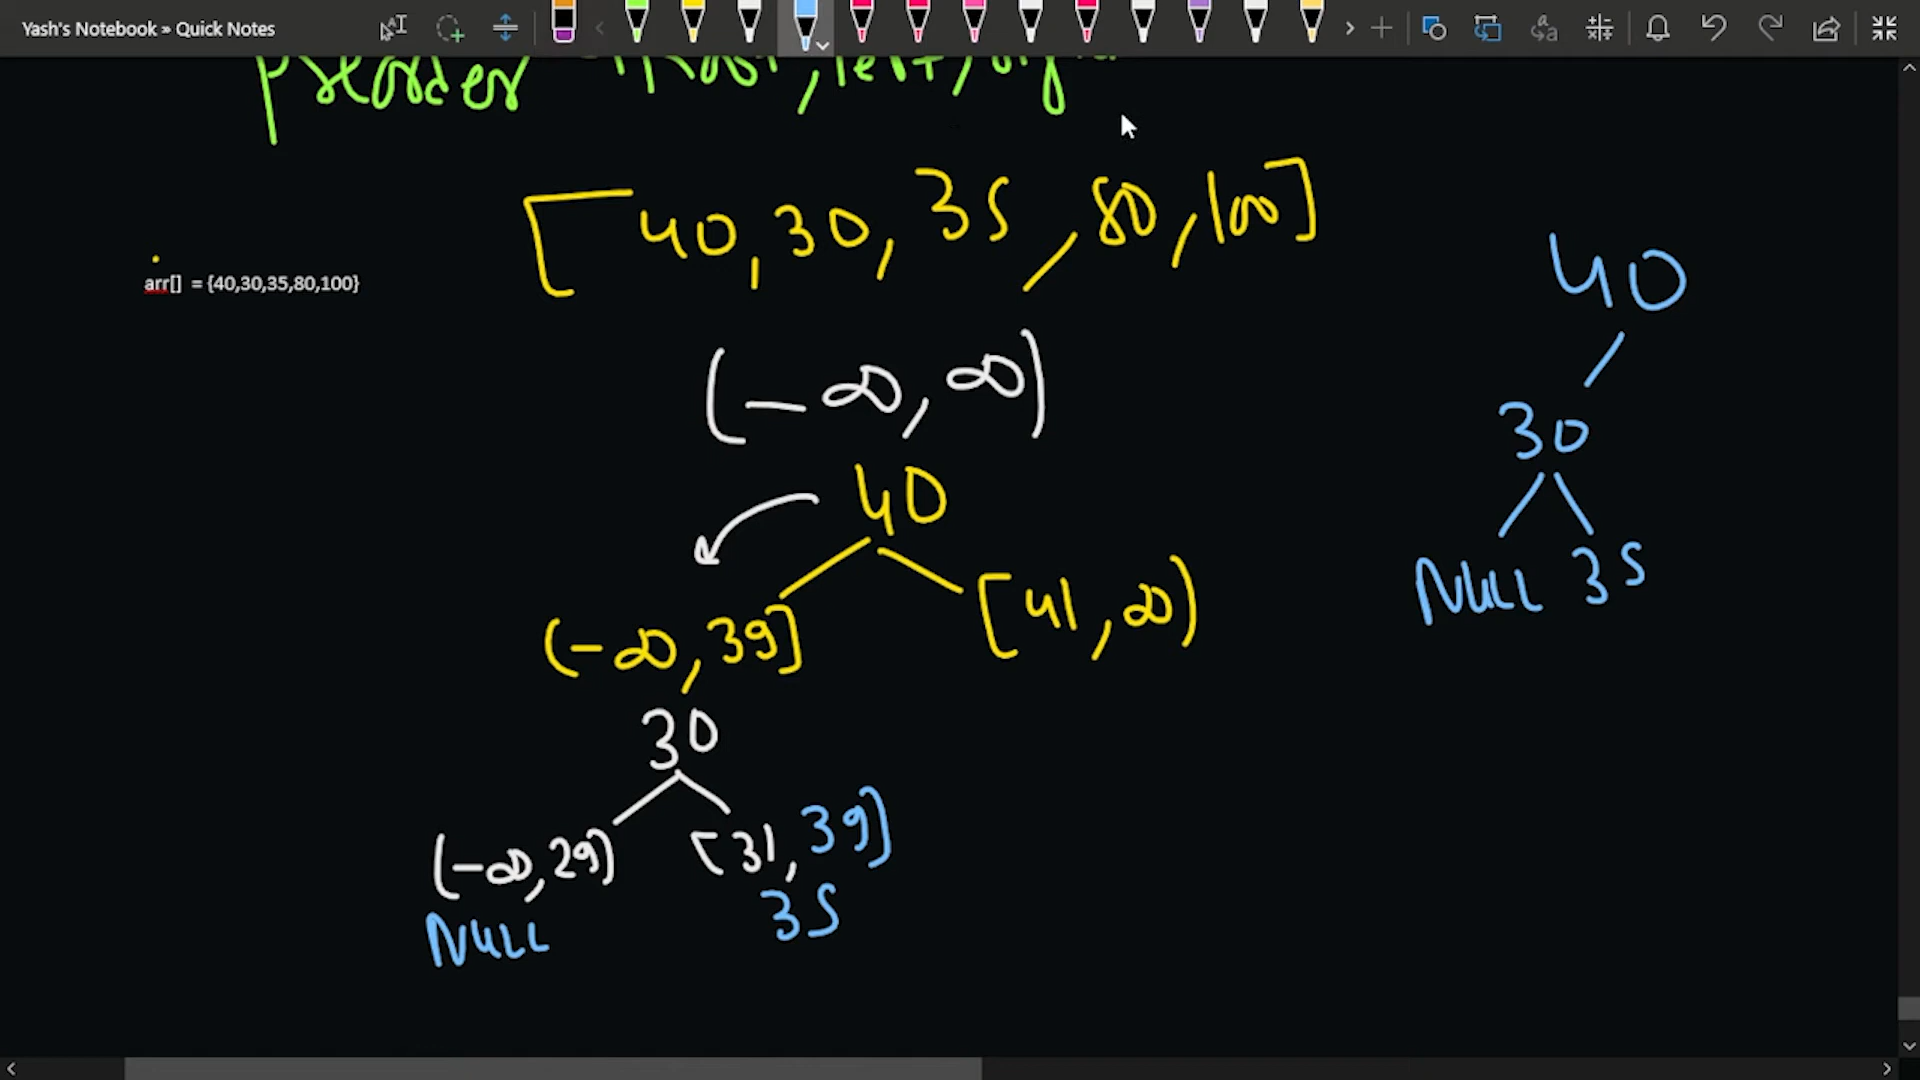 Yash's Notebook » Quick Notes
preorder
[40, 30, 35, 80, 100]
arr[] = {40,30,35,80,100}
(-∞, ∞)
40
(-∞, 39] [41, ∞)
30
(-∞, 29] [31, 39]
NULL 35
40
30
NULL 35